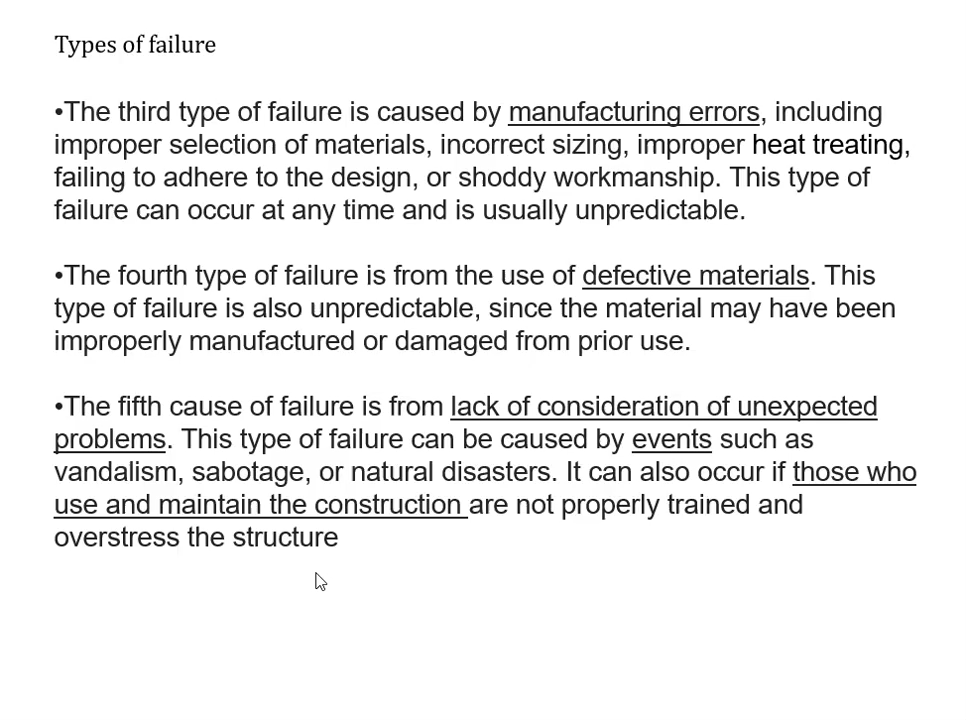 Types of failure
•The third type of failure is caused by manufacturing errors, including
improper selection of materials, incorrect sizing, improper heat treating,
failing to adhere to the design, or shoddy workmanship. This type of
failure can occur at any time and is usually unpredictable.
•The fourth type of failure is from the use of defective materials. This
type of failure is also unpredictable, since the material may have been
improperly manufactured or damaged from prior use.
•The fifth cause of failure is from lack of consideration of unexpected
problems. This type of failure can be caused by events such as
vandalism, sabotage, or natural disasters. It can also occur if those who
use and maintain the construction are not properly trained and
overstress the structure